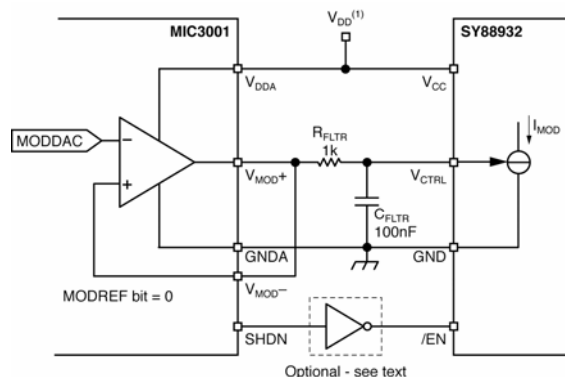 MIC3001
V_DD(1)
SY88932
V_DDA
V_CC
MODDAC
−
+
R_FLTR
1k
I_MOD
V_MOD+
V_CTRL
C_FLTR
100nF
GNDA
GND
MODREF bit = 0
V_MOD−
SHDN
/EN
Optional - see text